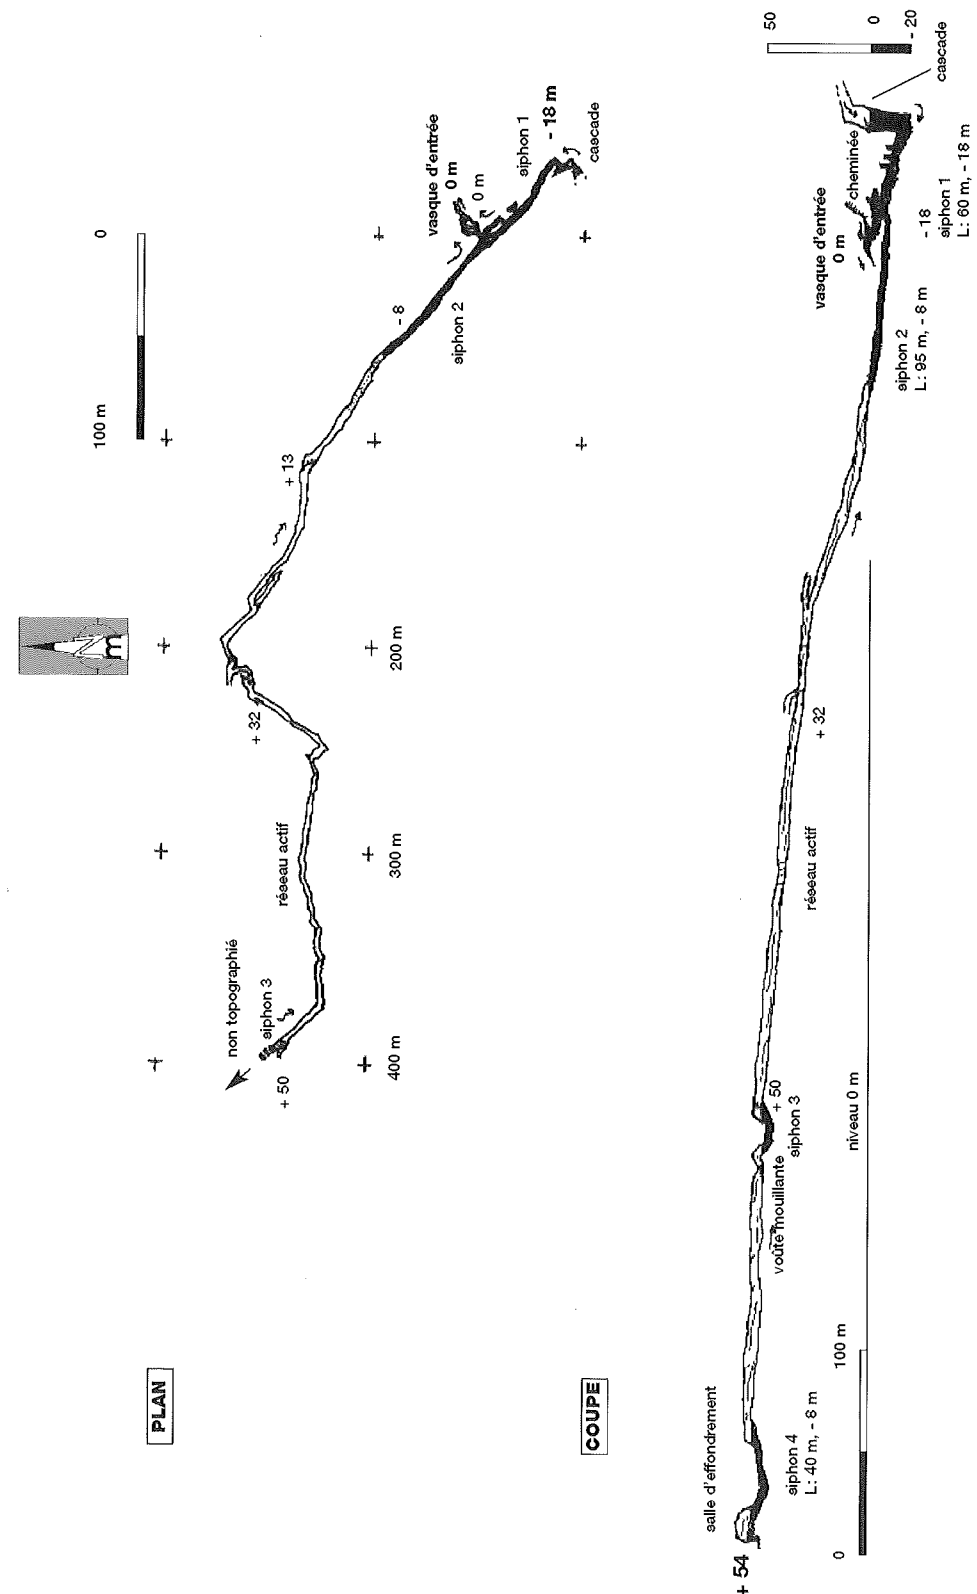 PLAN
100 m
0
non topographié
siphon 3
+ 50
400 m
réseau actif
300 m
+ 32
200 m
+ 13
- 8
siphon 2
vasque d'entrée
0 m
0 m
siphon 1
- 18 m
cascade
COUPE
+ 54
salle d'effondrement
siphon 4
L: 40 m, - 8 m
voûte mouillante
+ 50
siphon 3
réseau actif
+ 32
siphon 2
L: 95 m, - 8 m
vasque d'entrée
0 m
cheminée
- 18
siphon 1
L: 60 m, - 18 m
cascade
50
0
- 20
niveau 0 m
0
100 m